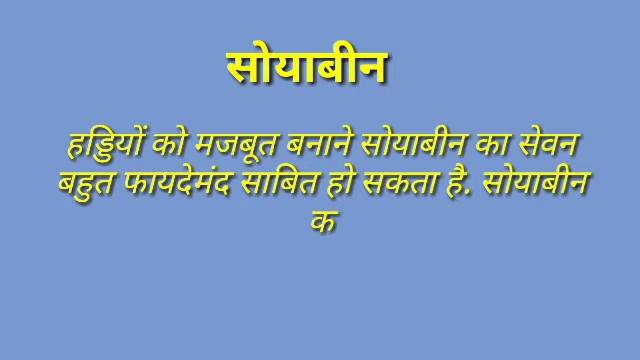 सोयाबीन
हड्डियों को मजबूत बनाने सोयाबीन का सेवन
बहुत फायदेमंद साबित हो सकता है. सोयाबीन
क